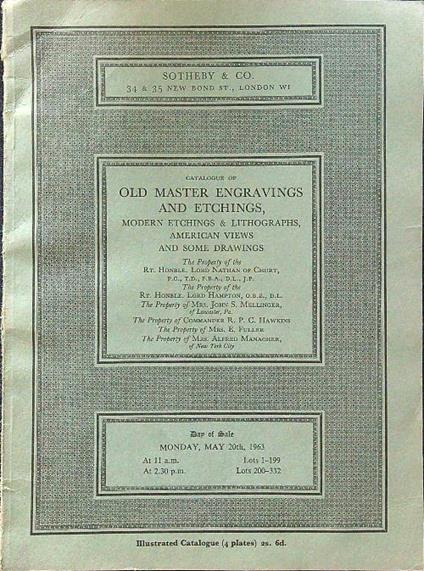 SOTHEBY & CO.
34 & 35 NEW BOND ST., LONDON W1
CATALOGUE OF
OLD MASTER ENGRAVINGS
AND ETCHINGS,
MODERN ETCHINGS & LITHOGRAPHS,
AMERICAN VIEWS
AND SOME DRAWINGS
The Property of the
RT. HONBLE. LORD NATHAN OF CHURT,
P.C., T.D., F.B.A., D.L., J.P.
The Property of the
RT. HONBLE. LORD HAMPTON, O.B.E., D.L.
The Property of MRS. JOHN S. MELLINGER,
of Lancaster, Pa.
The Property of COMMANDER R. P. C. HAWKINS
The Property of MRS. E. FULLER
The Property of MRS. ALFRED MANACHER,
of New York City
Day of Sale
MONDAY, MAY 20th, 1963
At 11 a.m. Lots 1-199
At 2.30 p.m. Lots 200-332
Illustrated Catalogue (4 plates) 2s. 6d.